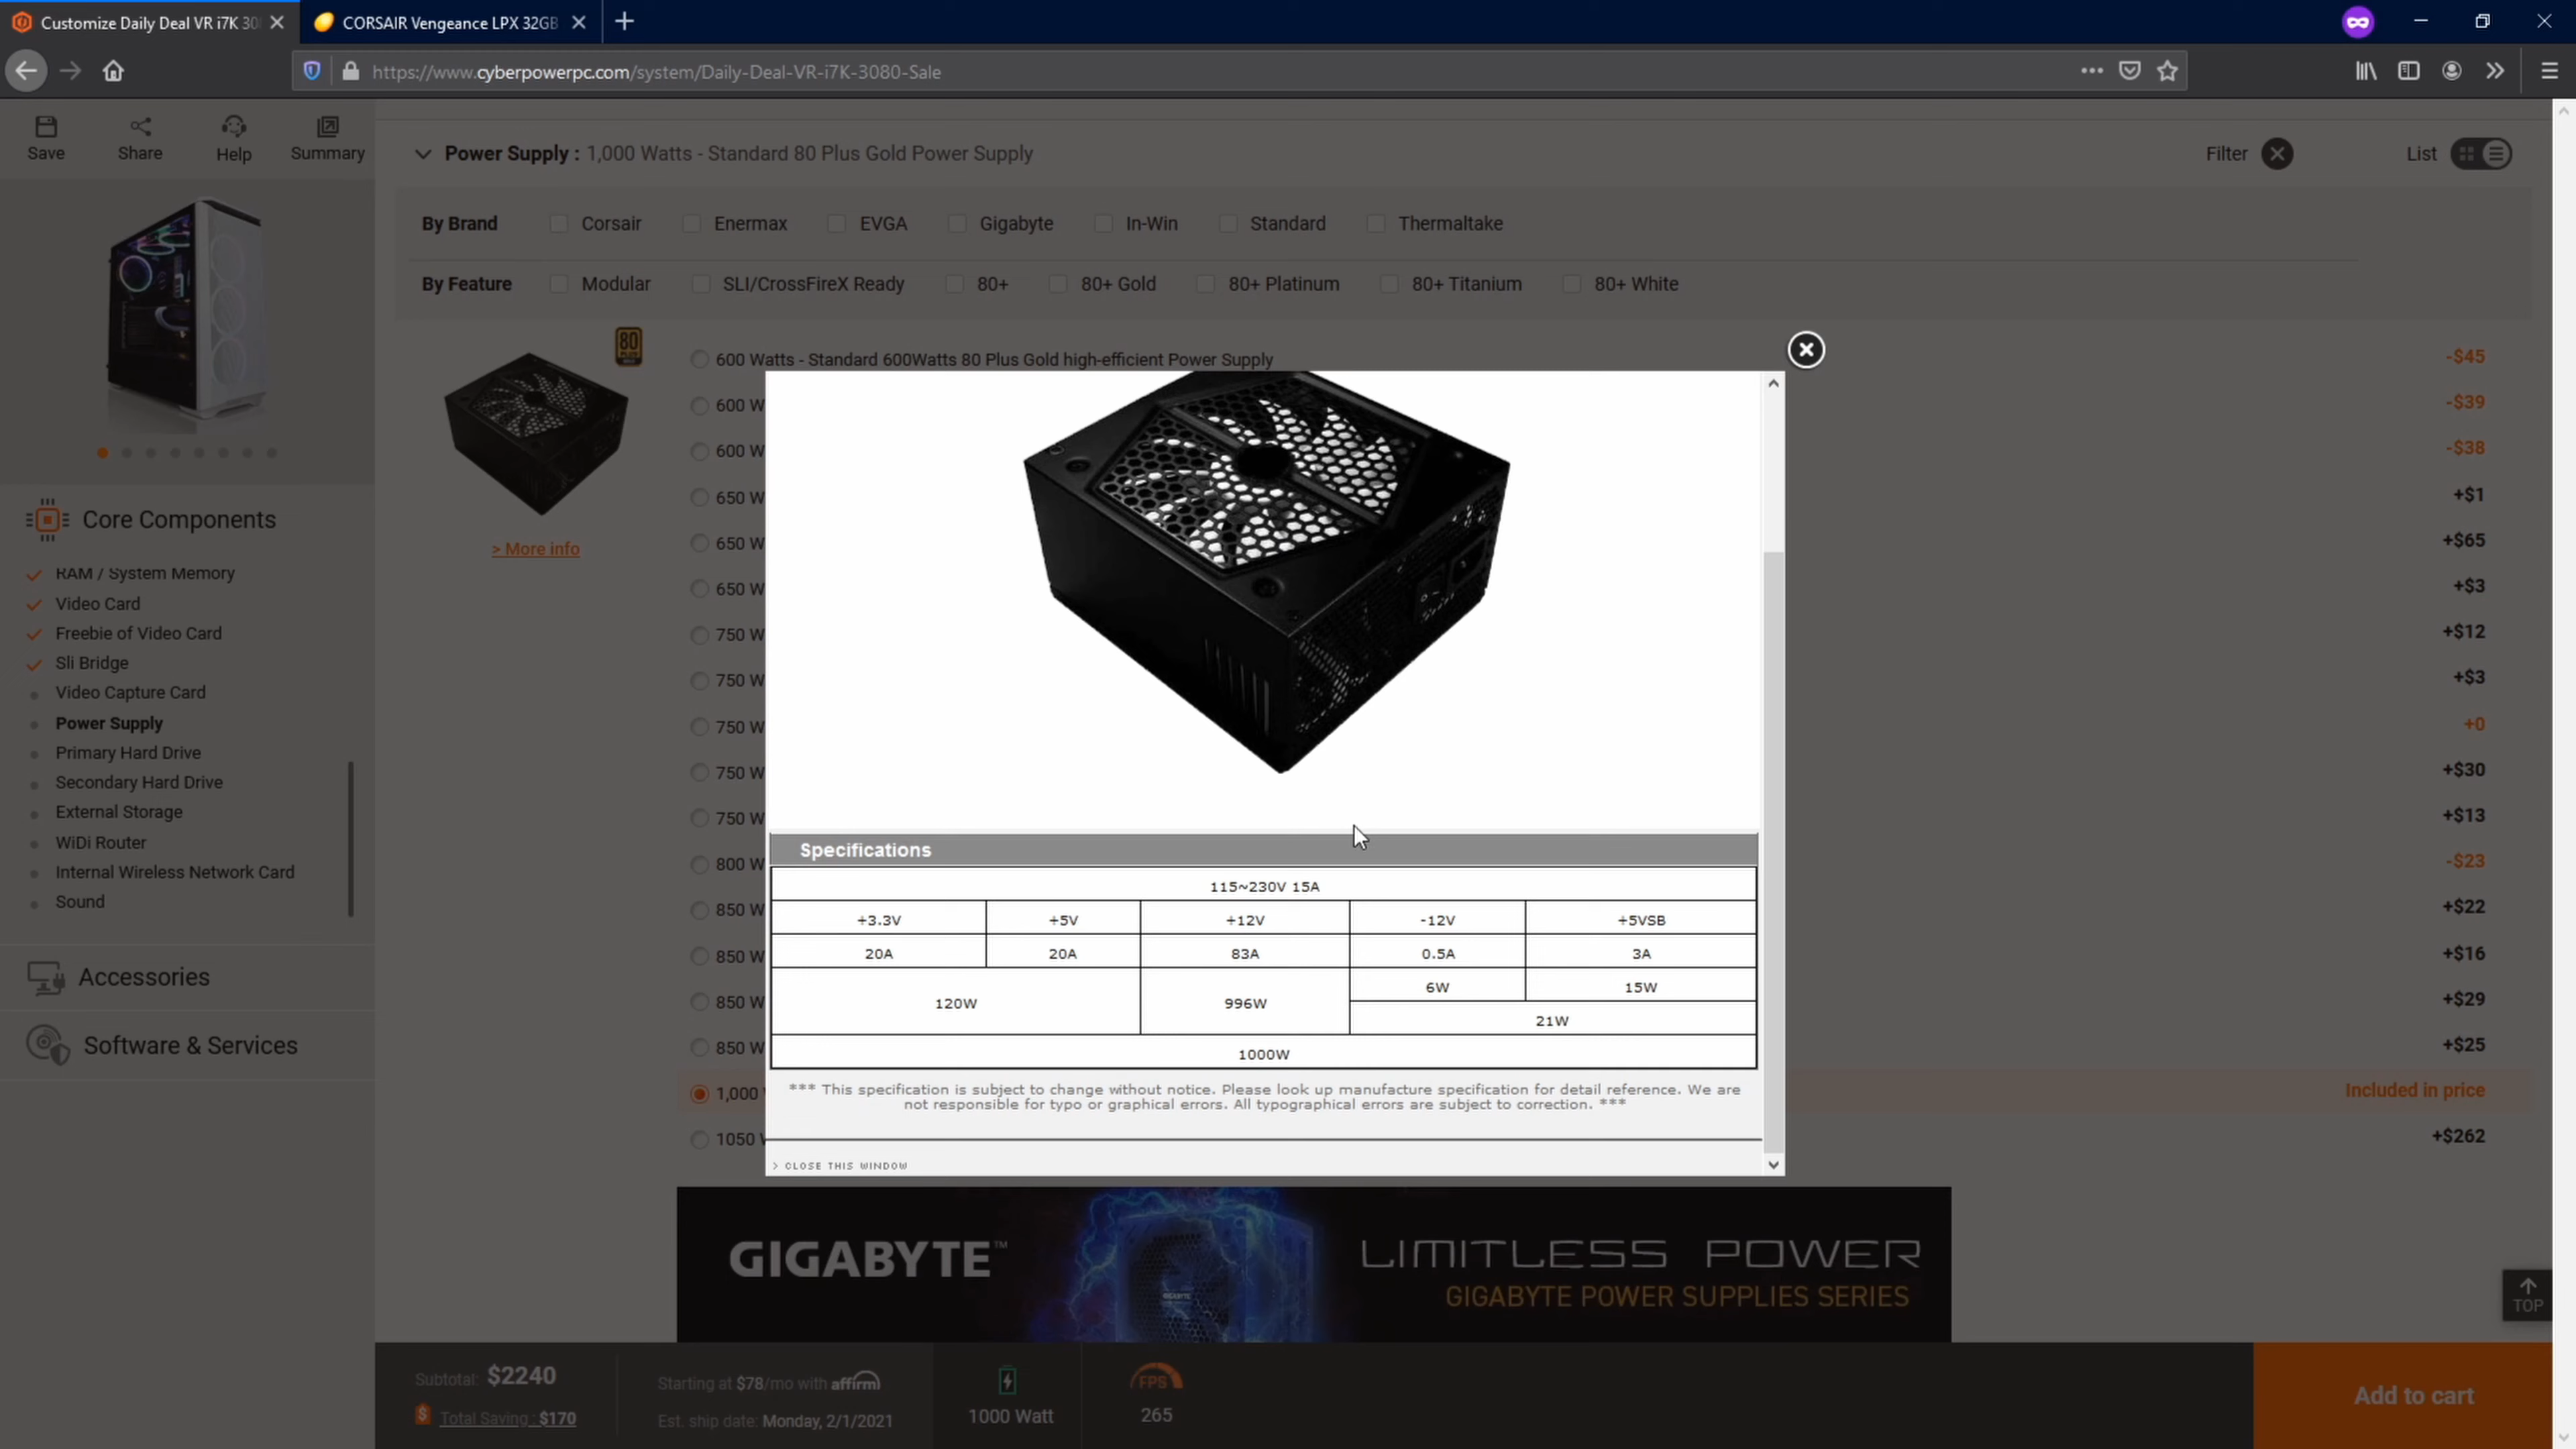 Customize Daily Deal VR i7K 30
CORSAIR Vengeance LPX 32GB
https://www.cyberpowerpc.com/system/Daily-Deal-VR-i7K-3080-Sale
Save
Share
Help
Summary
Power Supply : 1,000 Watts - Standard 80 Plus Gold Power Supply
Filter
List
By Brand
Corsair
Enermax
EVGA
Gigabyte
In-Win
Standard
Thermaltake
By Feature
Modular
SLI/CrossFireX Ready
80+
80+ Gold
80+ Platinum
80+ Titanium
80+ White
80
PLUS
> More info
600 Watts - Standard 600Watts 80 Plus Gold high-efficient Power Supply -$45
600 W -$39
600 W -$38
650 W +$1
650 W +$65
650 W +$3
750 W +$12
750 W +$3
750 W +0
750 W +$30
750 W +$13
800 W -$23
850 W +$22
850 W +$16
850 W +$29
850 W +$25
1,000 Included in price
1050 W +$262
Specifications
115~230V 15A
+3.3V +5V +12V -12V +5VSB
20A 20A 83A 0.5A 3A
120W 996W 6W 15W
21W
1000W
*** This specification is subject to change without notice. Please look up manufacture specification for detail reference. We are
not responsible for typo or graphical errors. All typographical errors are subject to correction. ***
> CLOSE THIS WINDOW
Core Components
RAM / System Memory
Video Card
Freebie of Video Card
Sli Bridge
Video Capture Card
Power Supply
Primary Hard Drive
Secondary Hard Drive
External Storage
WiDi Router
Internal Wireless Network Card
Sound
Accessories
Software & Services
GIGABYTE™
GIGABYTE
LIMITLESS POWER
GIGABYTE POWER SUPPLIES SERIES
TOP
Subtotal: $2240
Total Saving : $170
Starting at $78/mo with affirm
Est. ship date: Monday, 2/1/2021
1000 Watt
FPS
265
Add to cart